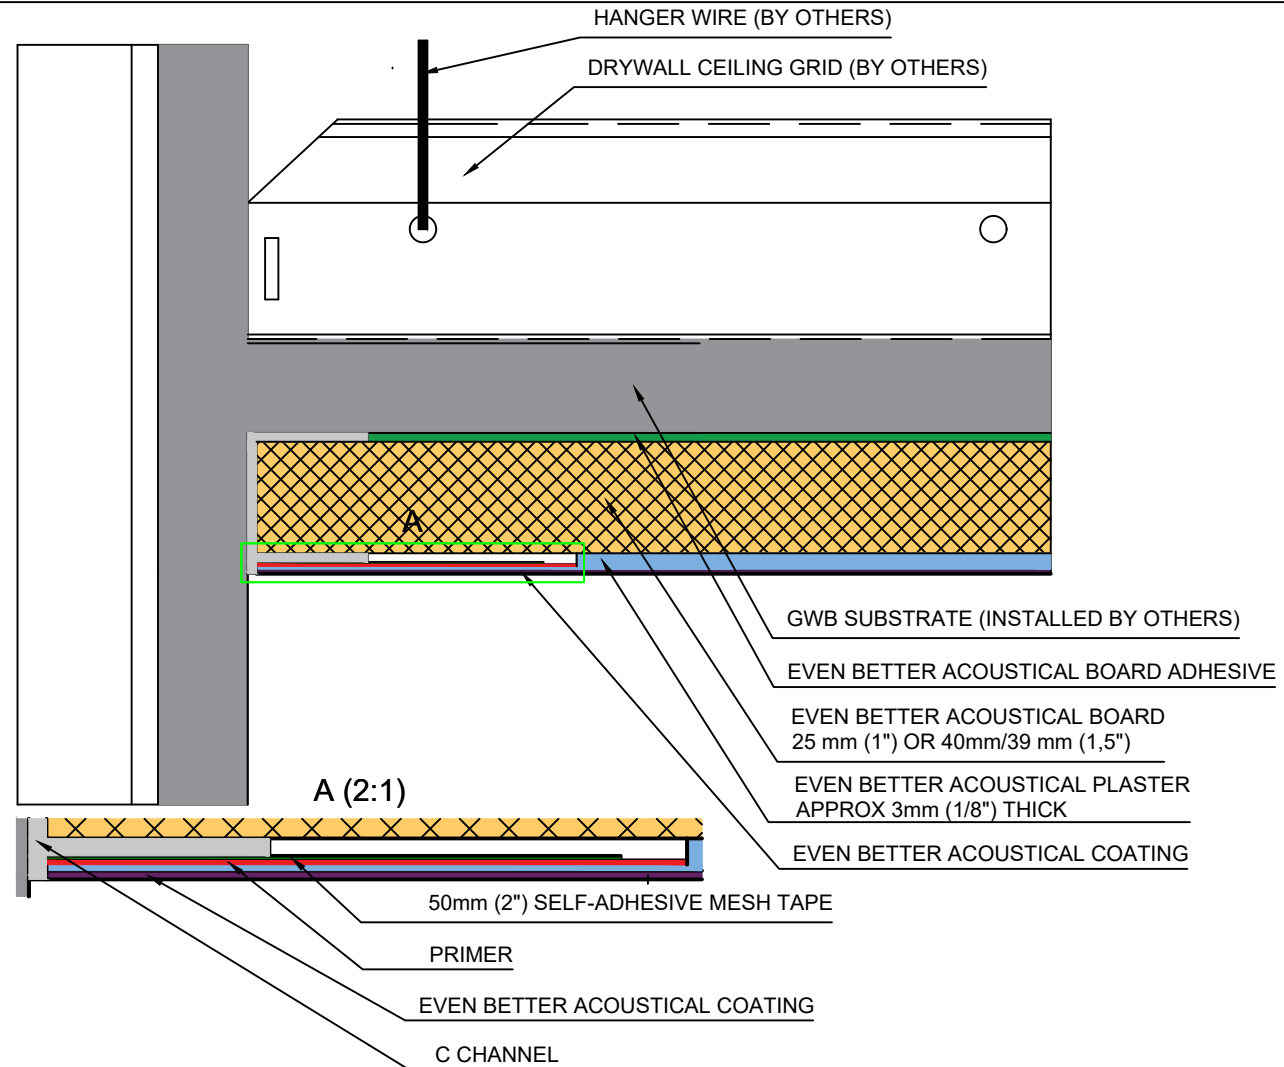 HANGER WIRE (BY OTHERS)
DRYWALL CEILING GRID (BY OTHERS)
A
GWB SUBSTRATE (INSTALLED BY OTHERS)
EVEN BETTER ACOUSTICAL BOARD ADHESIVE
EVEN BETTER ACOUSTICAL BOARD
25 mm (1") OR 40mm/39 mm (1,5")
EVEN BETTER ACOUSTICAL PLASTER
APPROX 3mm (1/8") THICK
EVEN BETTER ACOUSTICAL COATING
A (2:1)
50mm (2") SELF-ADHESIVE MESH TAPE
PRIMER
EVEN BETTER ACOUSTICAL COATING
C CHANNEL